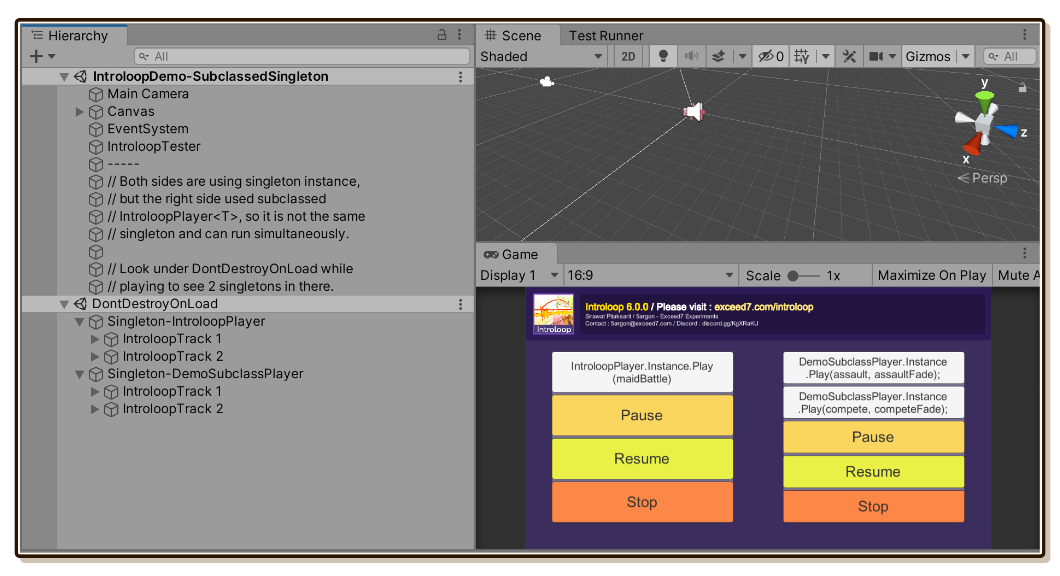 Hierarchy
All
IntroloopDemo-SubclassedSingleton
Main Camera
Canvas
EventSystem
IntroloopTester
-----
// Both sides are using singleton instance,
// but the right side used subclassed
// IntroloopPlayer<T>, so it is not the same
// singleton and can run simultaneously.
// Look under DontDestroyOnLoad while
// playing to see 2 singletons in there.
DontDestroyOnLoad
Singleton-IntroloopPlayer
IntroloopTrack 1
IntroloopTrack 2
Singleton-DemoSubclassPlayer
IntroloopTrack 1
IntroloopTrack 2
Scene Test Runner
Shaded 2D 0 Gizmos All
y
z
x
Persp
Game
Display 1 16:9 Scale 1x Maximize On Play Mute A
Introloop
Introloop 6.0.0 / Please visit : exceed7.com/introloop
Sirawat Pitaksarit / 5argon - Exceed7 Experiments
Contact : 5argon@exceed7.com / Discord : discord.gg/KgXRaKU
IntroloopPlayer.Instance.Play
(maidBattle)
Pause
Resume
Stop
DemoSubclassPlayer.Instance
.Play(assault, assaultFade);
DemoSubclassPlayer.Instance
.Play(compete, competeFade);
Pause
Resume
Stop